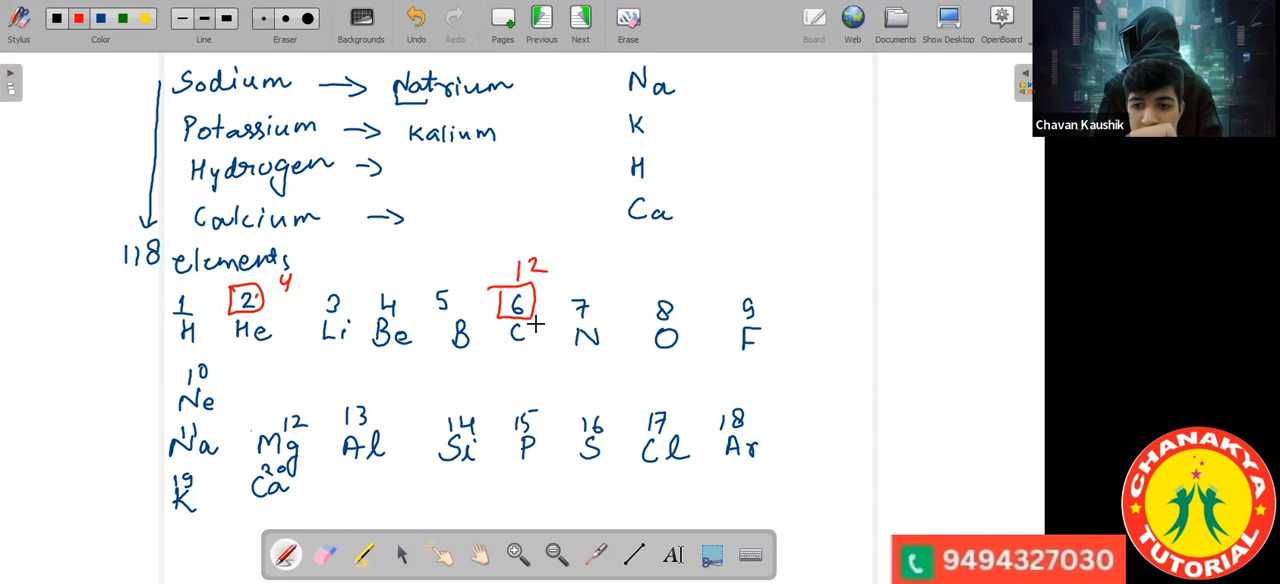 Stylus
Color
Line
Eraser
Backgrounds
Undo
Redo
Pages
Previous
Next
Erase
Board
Web
Documents
Show Desktop
OpenBoard
Sodium → Natrium Na
Potassium → Kalium K
Hydrogen → H
Calcium → Ca
118 elements
12
1 2 4 3 4 5 6 7 8 9
H He Li Be B C N O F
10
Ne
11 12 13 14 15 16 17 18
Na Mg Al Si P S Cl Ar
19 20
K Ca
Chavan Kaushik
CHANAKYA
TUTORIAL
9494327030